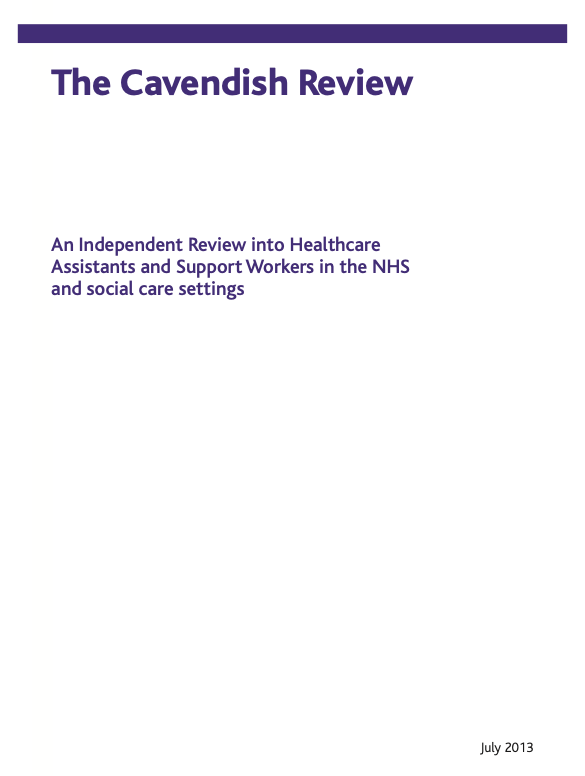 The Cavendish Review
An Independent Review into Healthcare
Assistants and Support Workers in the NHS
and social care settings
July 2013